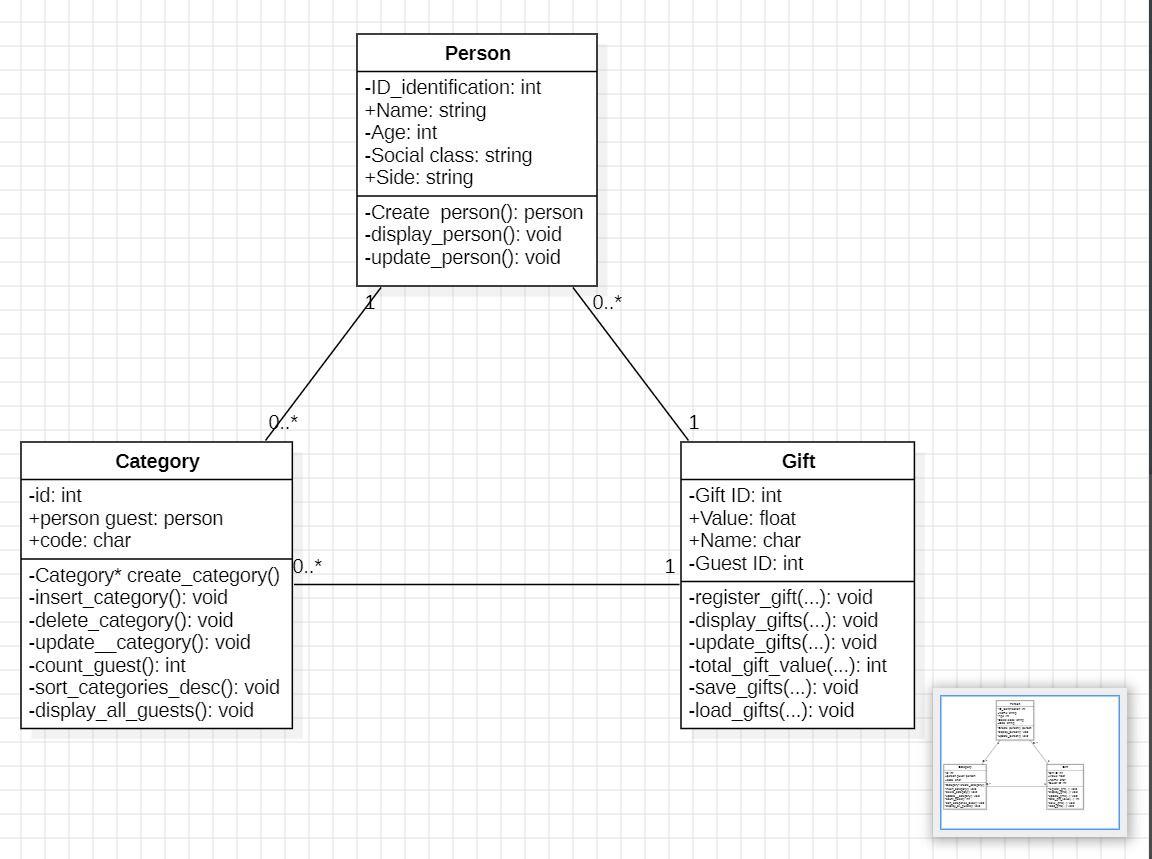 Person
-ID_identification: int
+Name: string
-Age: int
-Social class: string
+Side: string
-Create  person(): person
-display_person(): void
-update_person(): void
1
0..*
0..*
1
Category
-id: int
+person guest: person
+code: char
-Category* create_category()
-insert_category(): void
-delete_category(): void
-update__category(): void
-count_guest(): int
-sort_categories_desc(): void
-display_all_guests(): void
0..*
1
Gift
-Gift ID: int
+Value: float
+Name: char
-Guest ID: int
-register_gift(...): void
-display_gifts(...): void
-update_gifts(...): void
-total_gift_value(...): int
-save_gifts(...): void
-load_gifts(...): void